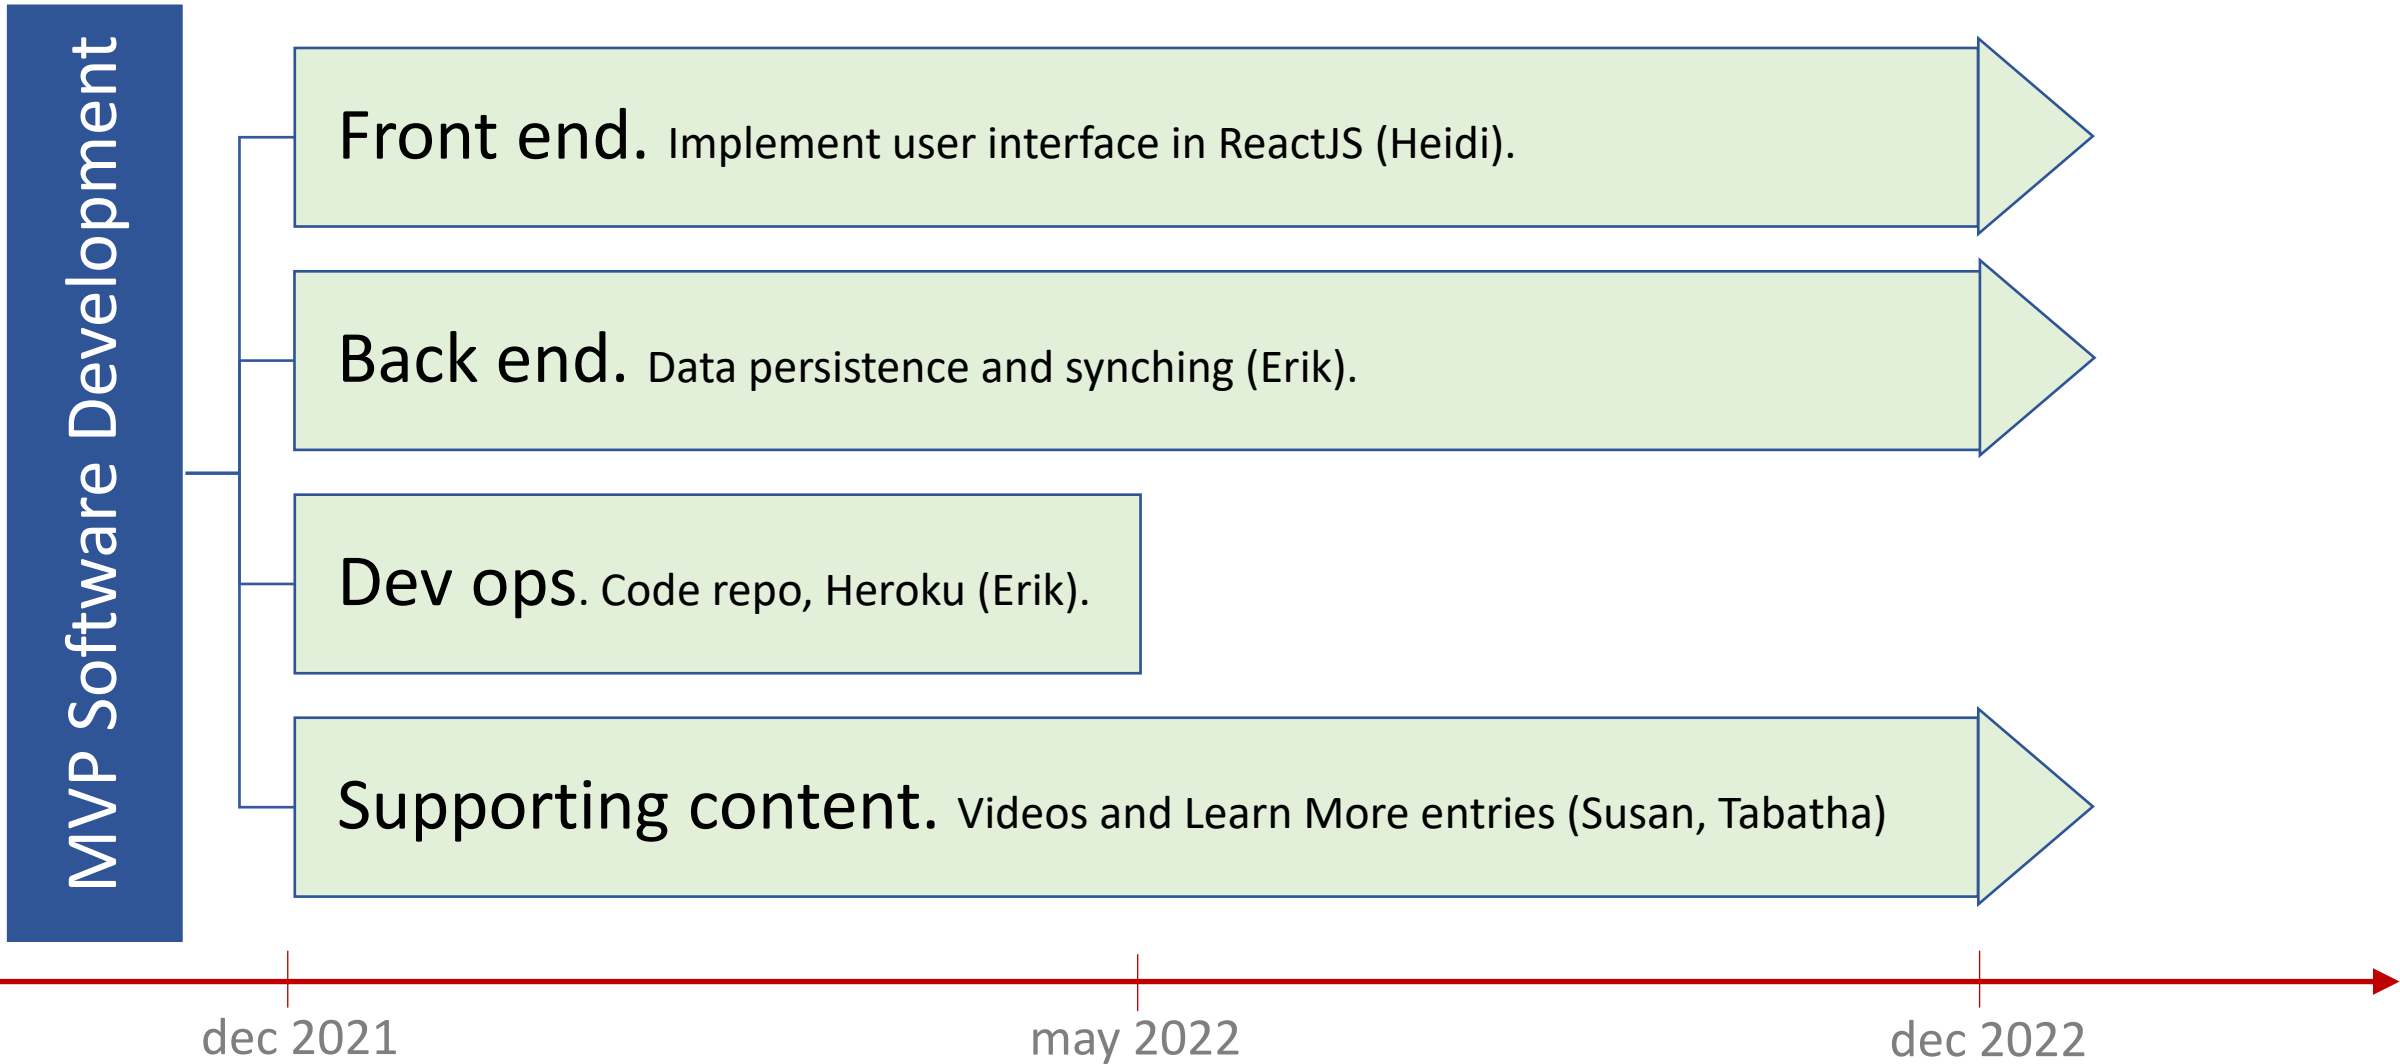 MVP Software Development
Front end. Implement user interface in ReactJS (Heidi).
Back end. Data persistence and synching (Erik).
Dev ops. Code repo, Heroku (Erik).
Supporting content. Videos and Learn More entries (Susan, Tabatha)
dec 2021
may 2022
dec 2022